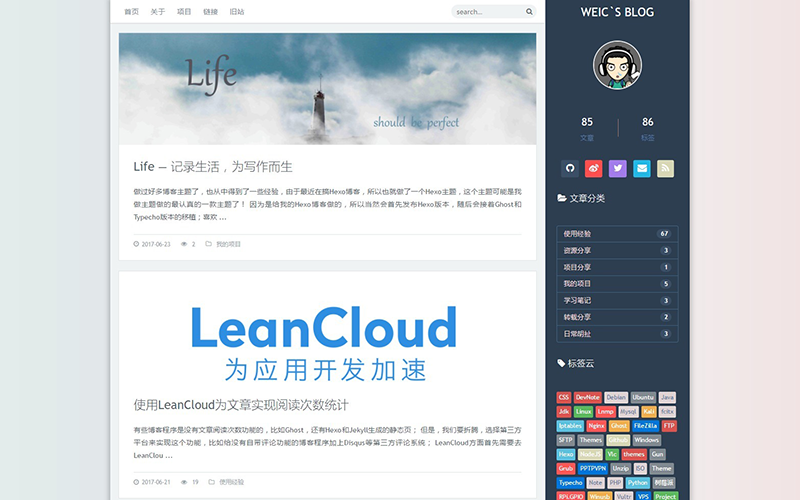 首页 关于 项目 链接 旧站
search...
Life
should be perfect
Life — 记录生活，为写作而生
做过好多博客主题了，也从中得到了一些经验，由于最近在搞Hexo博客，所以也就做了一个Hexo主题，这个主题可能是我
做主题做的最认真的一款主题了！ 因为是给我的Hexo博客做的，所以当然会首先发布Hexo版本，随后会接着Ghost和
Typecho版本的移植；喜欢 ...
2017-06-23 2 我的项目
LeanCloud
为应用开发加速
使用LeanCloud为文章实现阅读次数统计
有些博客程序是没有文章阅读次数功能的，比如Ghost，还有Hexo和Jekyll生成的静态页； 但是，我们要折腾，选择第三方
平台来实现这个功能，比如给没有自带评论功能的博客程序加上Disqus等第三方评论系统； LeanCloud方面首先需要去
LeanClou ...
2017-06-21 19 使用经验
WEIC`S BLOG
85 86
文章 标签
文章分类
使用经验 67
资源分享 3
项目分享 1
我的项目 5
学习笔记 3
转载分享 2
日常胡扯 3
标签云
CSS DevNote Debian Ubuntu Java
Jdk Linux Lnmp Mysql Kali fcitx
Iptables Nginx Ghost FileZilla FTP
SFTP Themes Github Windows
Hexo NodeJS Vic themes Gun
Grub PPTPVPN Unzip ISO Theme
Typecho Note PHP Python 树莓派
RPi.GPIO Winscp Vultr VPS Project